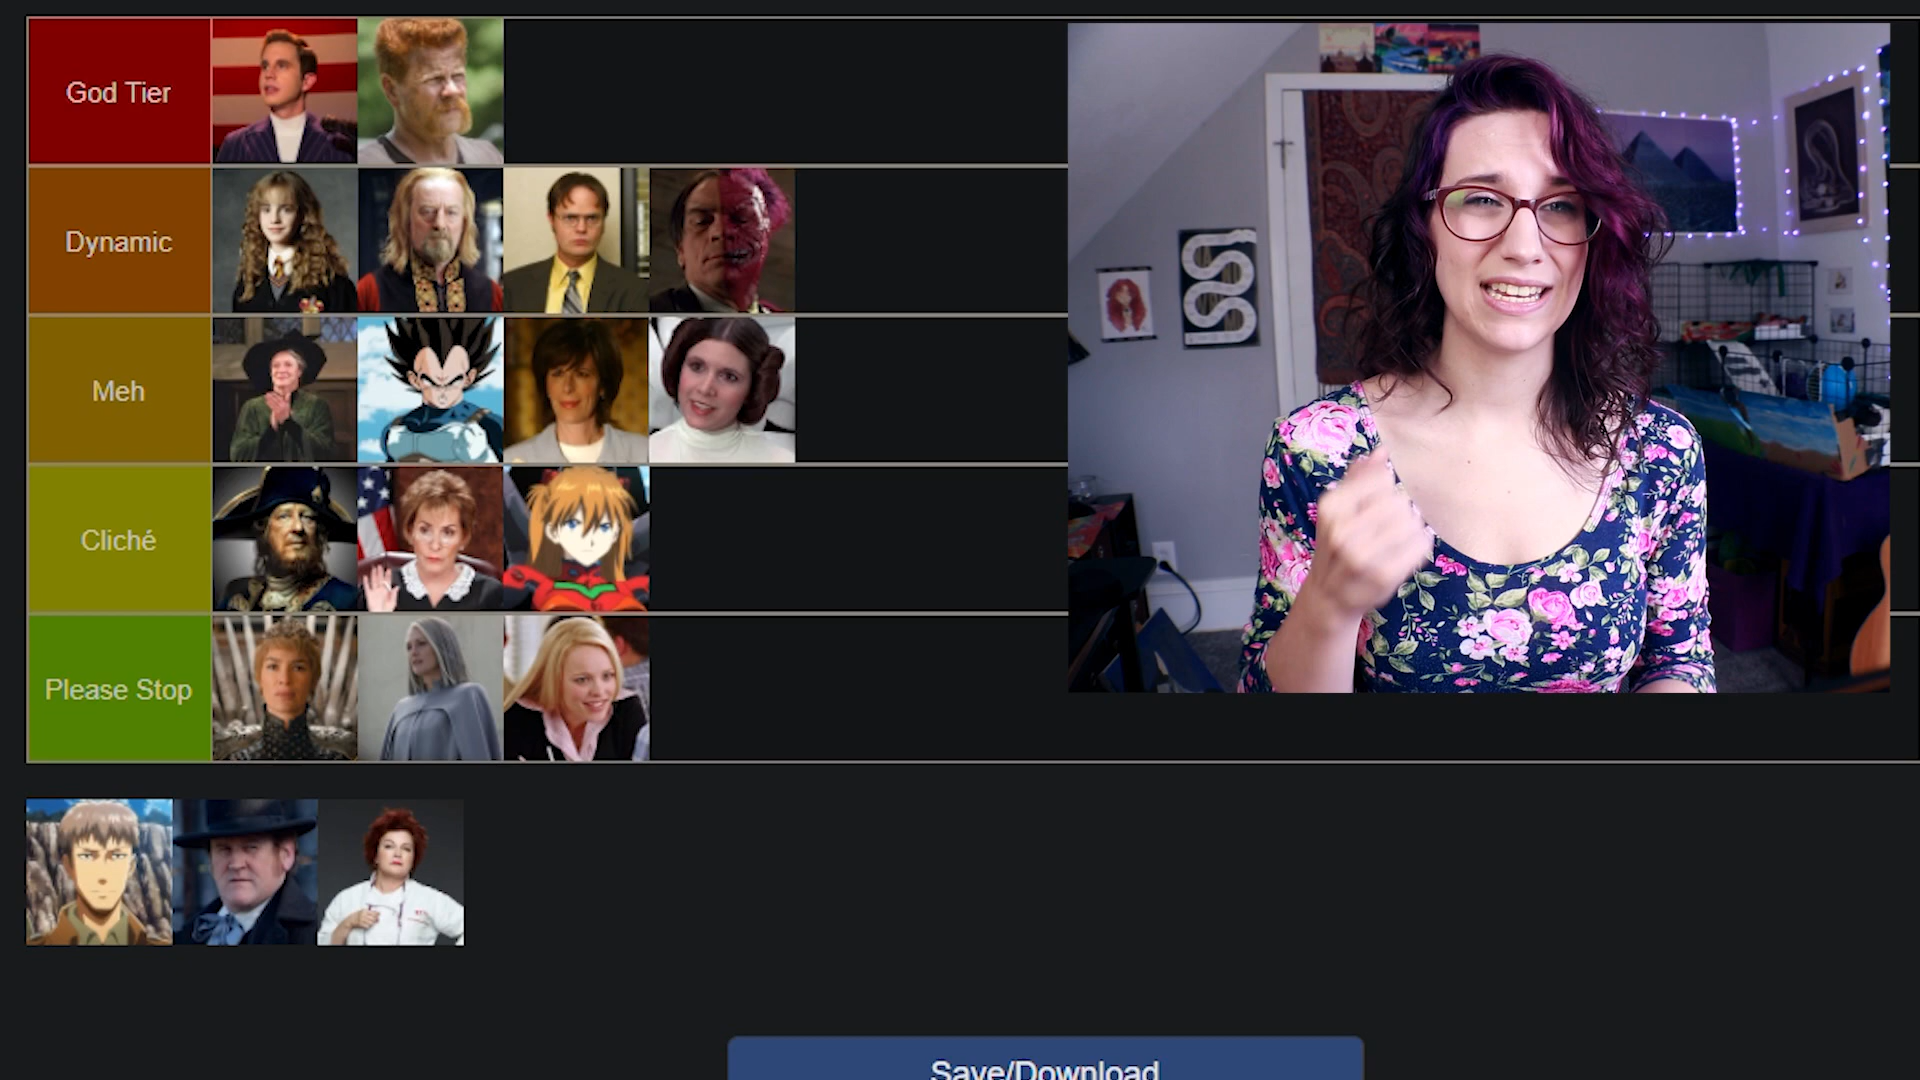 God Tier
Dynamic
Meh
Cliché
Please Stop
Save/Download